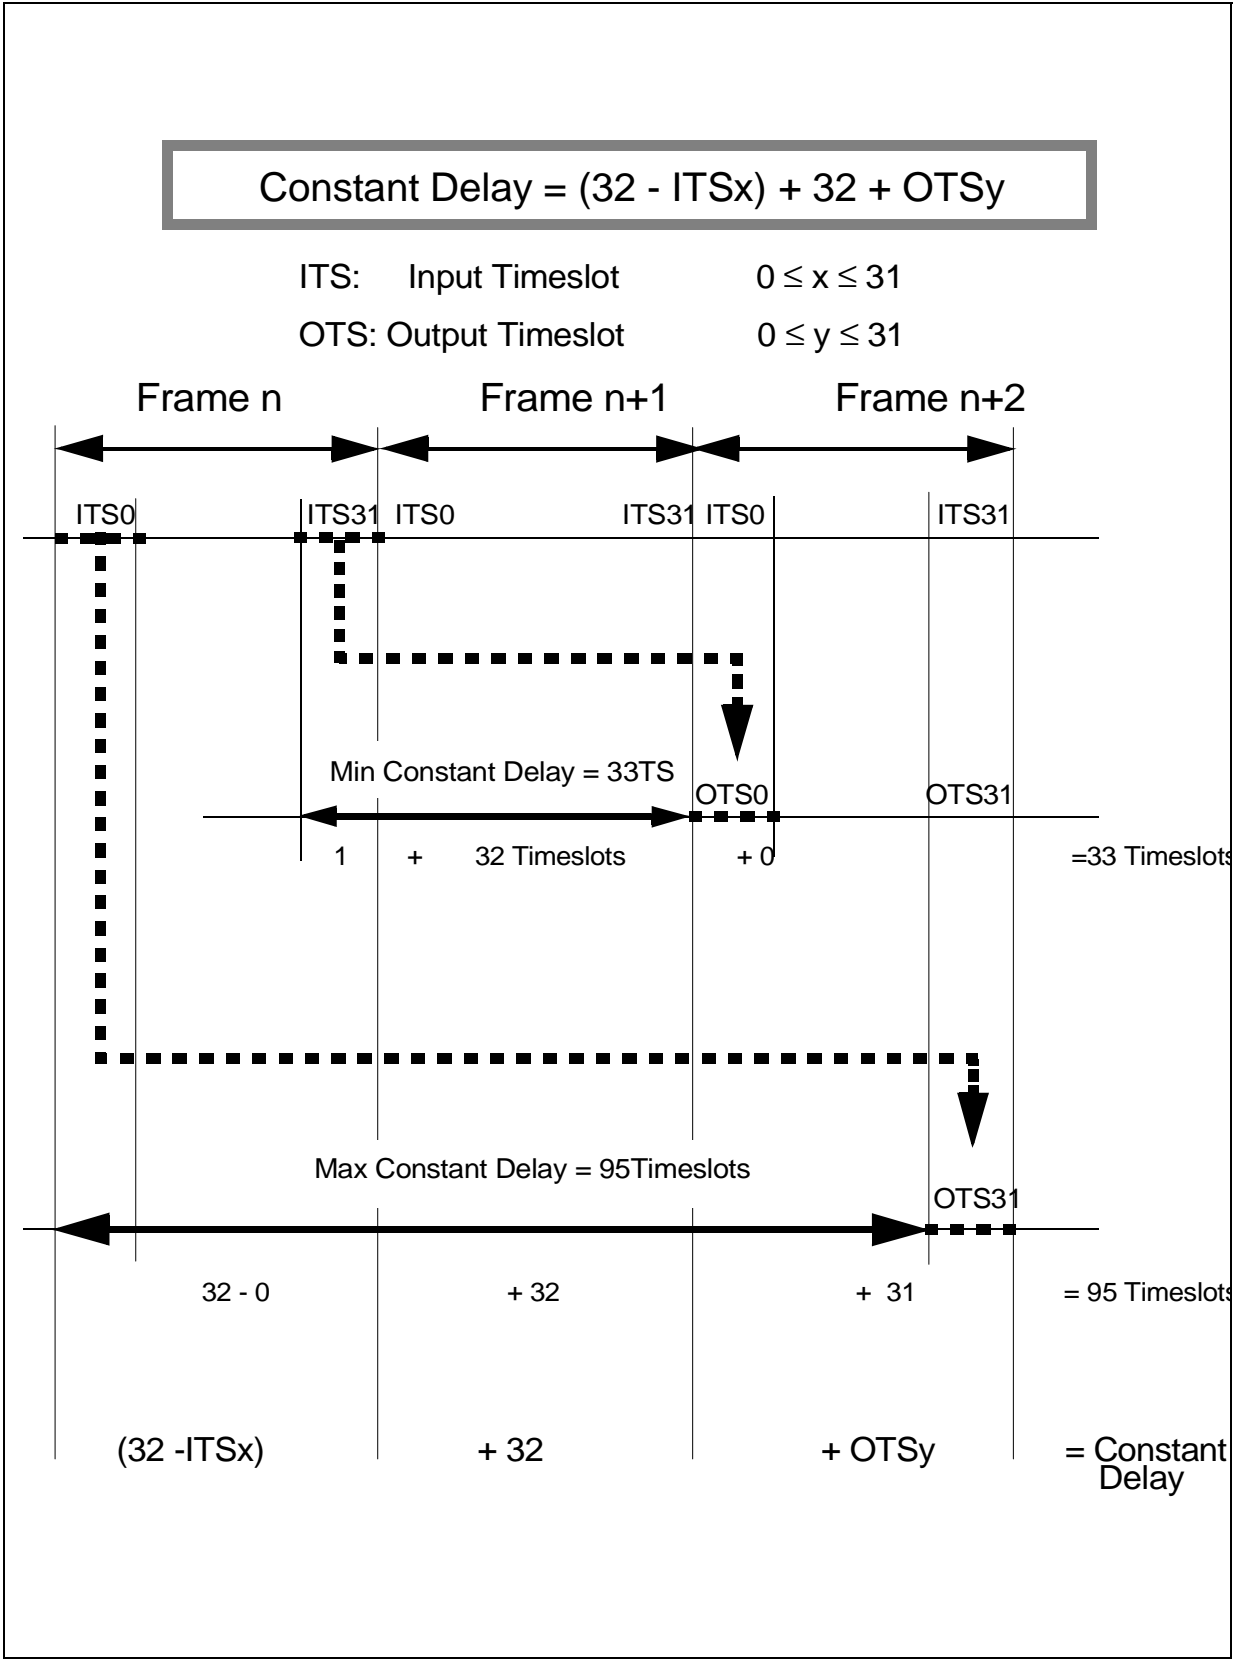 Constant Delay = (32 - ITSx) + 32 + OTSy
ITS: Input Timeslot 0 ≤ x ≤ 31
OTS: Output Timeslot 0 ≤ y ≤ 31
Frame n Frame n+1 Frame n+2
ITS0 ITS31 ITS0 ITS31 ITS0 ITS31
Min Constant Delay = 33TS
OTS0 OTS31
1 + 32 Timeslots + 0 =33 Timeslots
Max Constant Delay = 95Timeslots
OTS31
32 - 0 + 32 + 31 = 95 Timeslots
(32 -ITSx) + 32 + OTSy = Constant
Delay